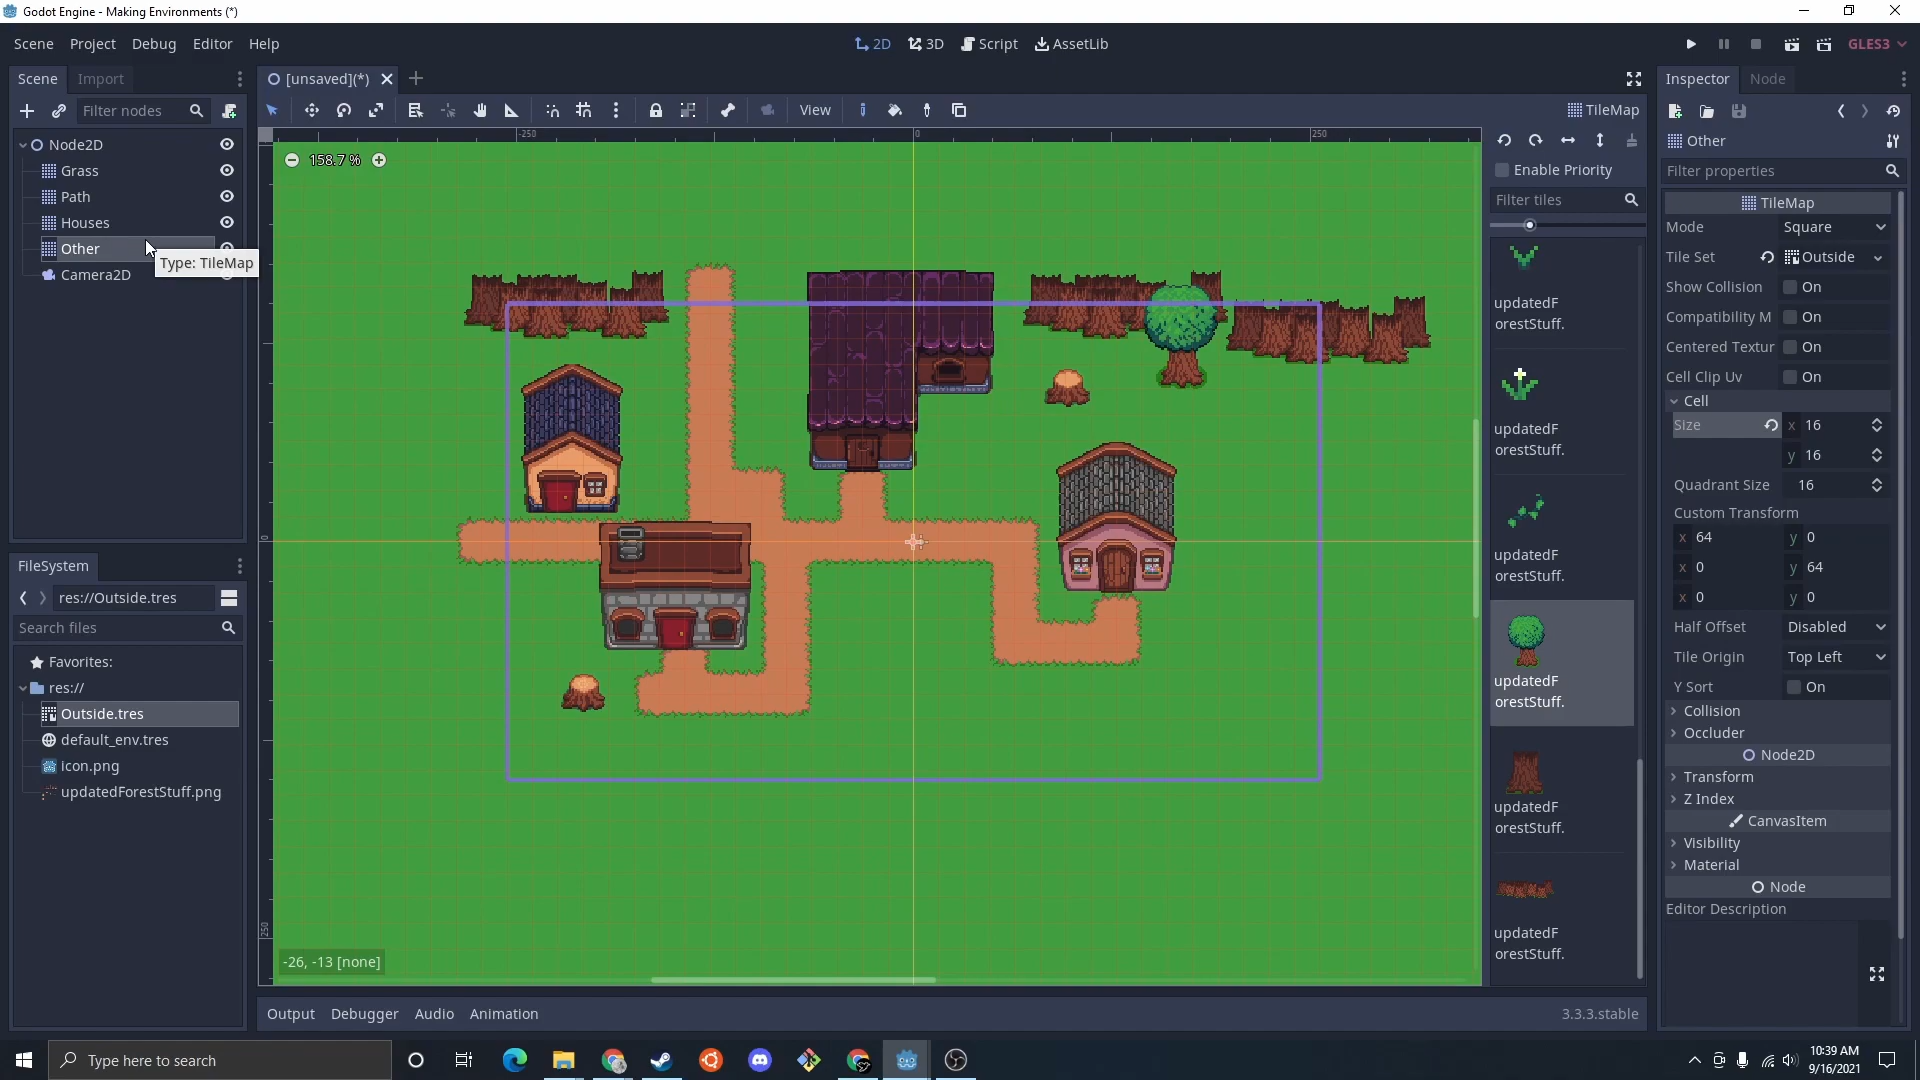 Godot Engine - Making Environments (*)
Scene Project Debug Editor Help
2D 3D Script AssetLib
GLES3
Scene Import
[unsaved](*)
Inspector Node
Filter nodes
View
TileMap
Node2D
Grass
Path
Houses
Other
Camera2D
Type: TileMap
-250 0 250
158.7 %
0
250
-26, -13 [none]
Enable Priority
Filter tiles
updatedF
orestStuff.
updatedF
orestStuff.
updatedF
orestStuff.
updatedF
orestStuff.
updatedF
orestStuff.
updatedF
orestStuff.
Other
Filter properties
TileMap
Mode Square
Tile Set Outside
Show Collision On
Compatibility M On
Centered Textur On
Cell Clip Uv On
Cell
Size x 16
y 16
Quadrant Size 16
Custom Transform
x 64 y 0
x 0 y 64
x 0 y 0
Half Offset Disabled
Tile Origin Top Left
Y Sort On
Collision
Occluder
Node2D
Transform
Z Index
CanvasItem
Visibility
Material
Node
Editor Description
FileSystem
res://Outside.tres
Search files
Favorites:
res://
Outside.tres
default_env.tres
icon.png
updatedForestStuff.png
Output Debugger Audio Animation
3.3.3.stable
Type here to search
10:39 AM
9/16/2021